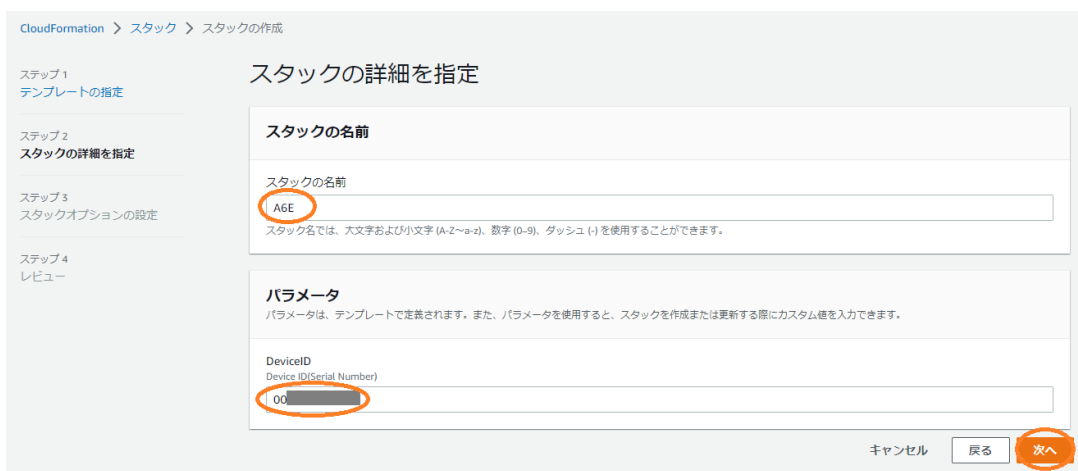 CloudFormation > スタック > スタックの作成
ステップ 1
テンプレートの指定
ステップ 2
スタックの詳細を指定
ステップ 3
スタックオプションの設定
ステップ 4
レビュー
スタックの詳細を指定
スタックの名前
スタックの名前
A6E
スタック名では、大文字および小文字 (A-Z～a-z)、数字 (0-9)、ダッシュ (-) を使用することができます。
パラメータ
パラメータは、テンプレートで定義されます。また、パラメータを使用すると、スタックを作成または更新する際にカスタム値を入力できます。
DeviceID
Device ID(Serial Number)
00
キャンセル 戻る 次へ